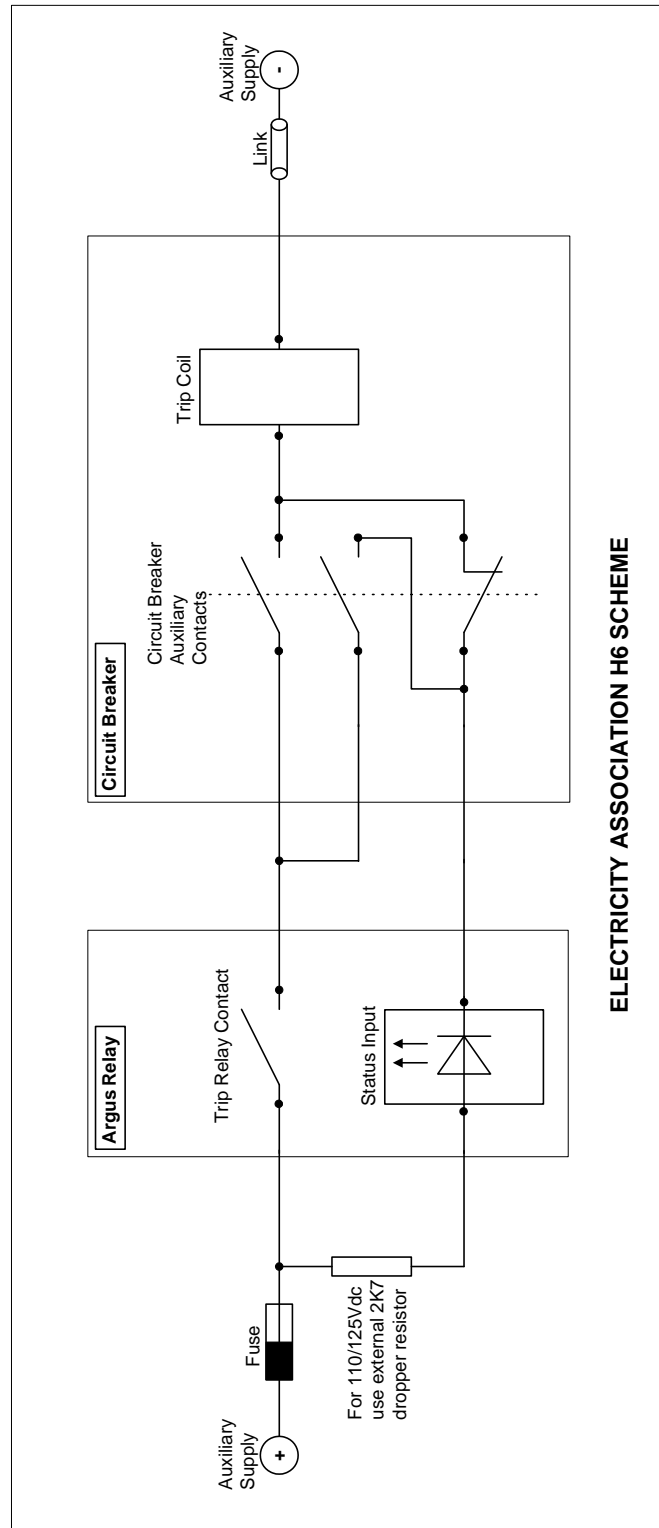 Auxiliary
Supply
+
Fuse
For 110/125Vdc
use external 2K7
dropper resistor
Argus Relay
Trip Relay Contact
Status Input
Circuit Breaker
Circuit Breaker
Auxiliary
Contacts
Trip Coil
Link
Auxiliary
Supply
-
ELECTRICITY ASSOCIATION H6 SCHEME